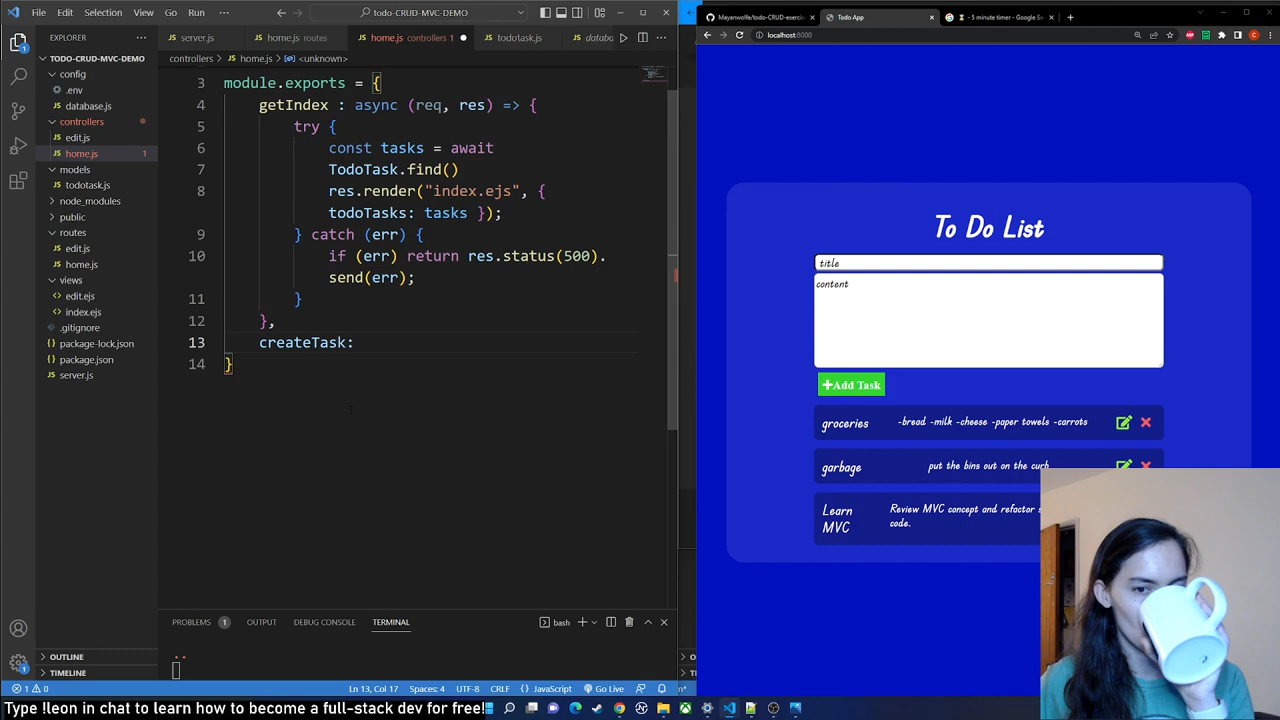 File Edit Selection View Go Run ···
todo-CRUD-MVC-DEMO
EXPLORER
TODO-CRUD-MVC-DEMO
config
.env
database.js
controllers
edit.js
home.js 1
models
todotask.js
node_modules
public
routes
edit.js
home.js
views
edit.ejs
index.ejs
.gitignore
package-lock.json
package.json
server.js
OUTLINE
TIMELINE
server.js
home.js routes
home.js controllers 1
todotask.js
controllers > home.js > <unknown>
3 module.exports = {
4 getIndex : async (req, res) => {
5 try {
6 const tasks = await
7 TodoTask.find()
8 res.render("index.ejs", {
todoTasks: tasks });
9 } catch (err) {
10 if (err) return res.status(500).
send(err);
11 }
12 },
13 createTask:
14 }
PROBLEMS 1 OUTPUT DEBUG CONSOLE TERMINAL
bash
1 0 Ln 13, Col 17 Spaces: 4 UTF-8 CRLF JavaScript Go Live
Todo App
- 5 minute timer - Google Se
localhost:8000
To Do List
title
content
Add Task
groceries -bread -milk -cheese -paper towels -carrots
garbage put the bins out on the curb
Learn MVC Review MVC concept and refactor
code.
Type !leon in chat to learn how to become a full-stack dev for free!